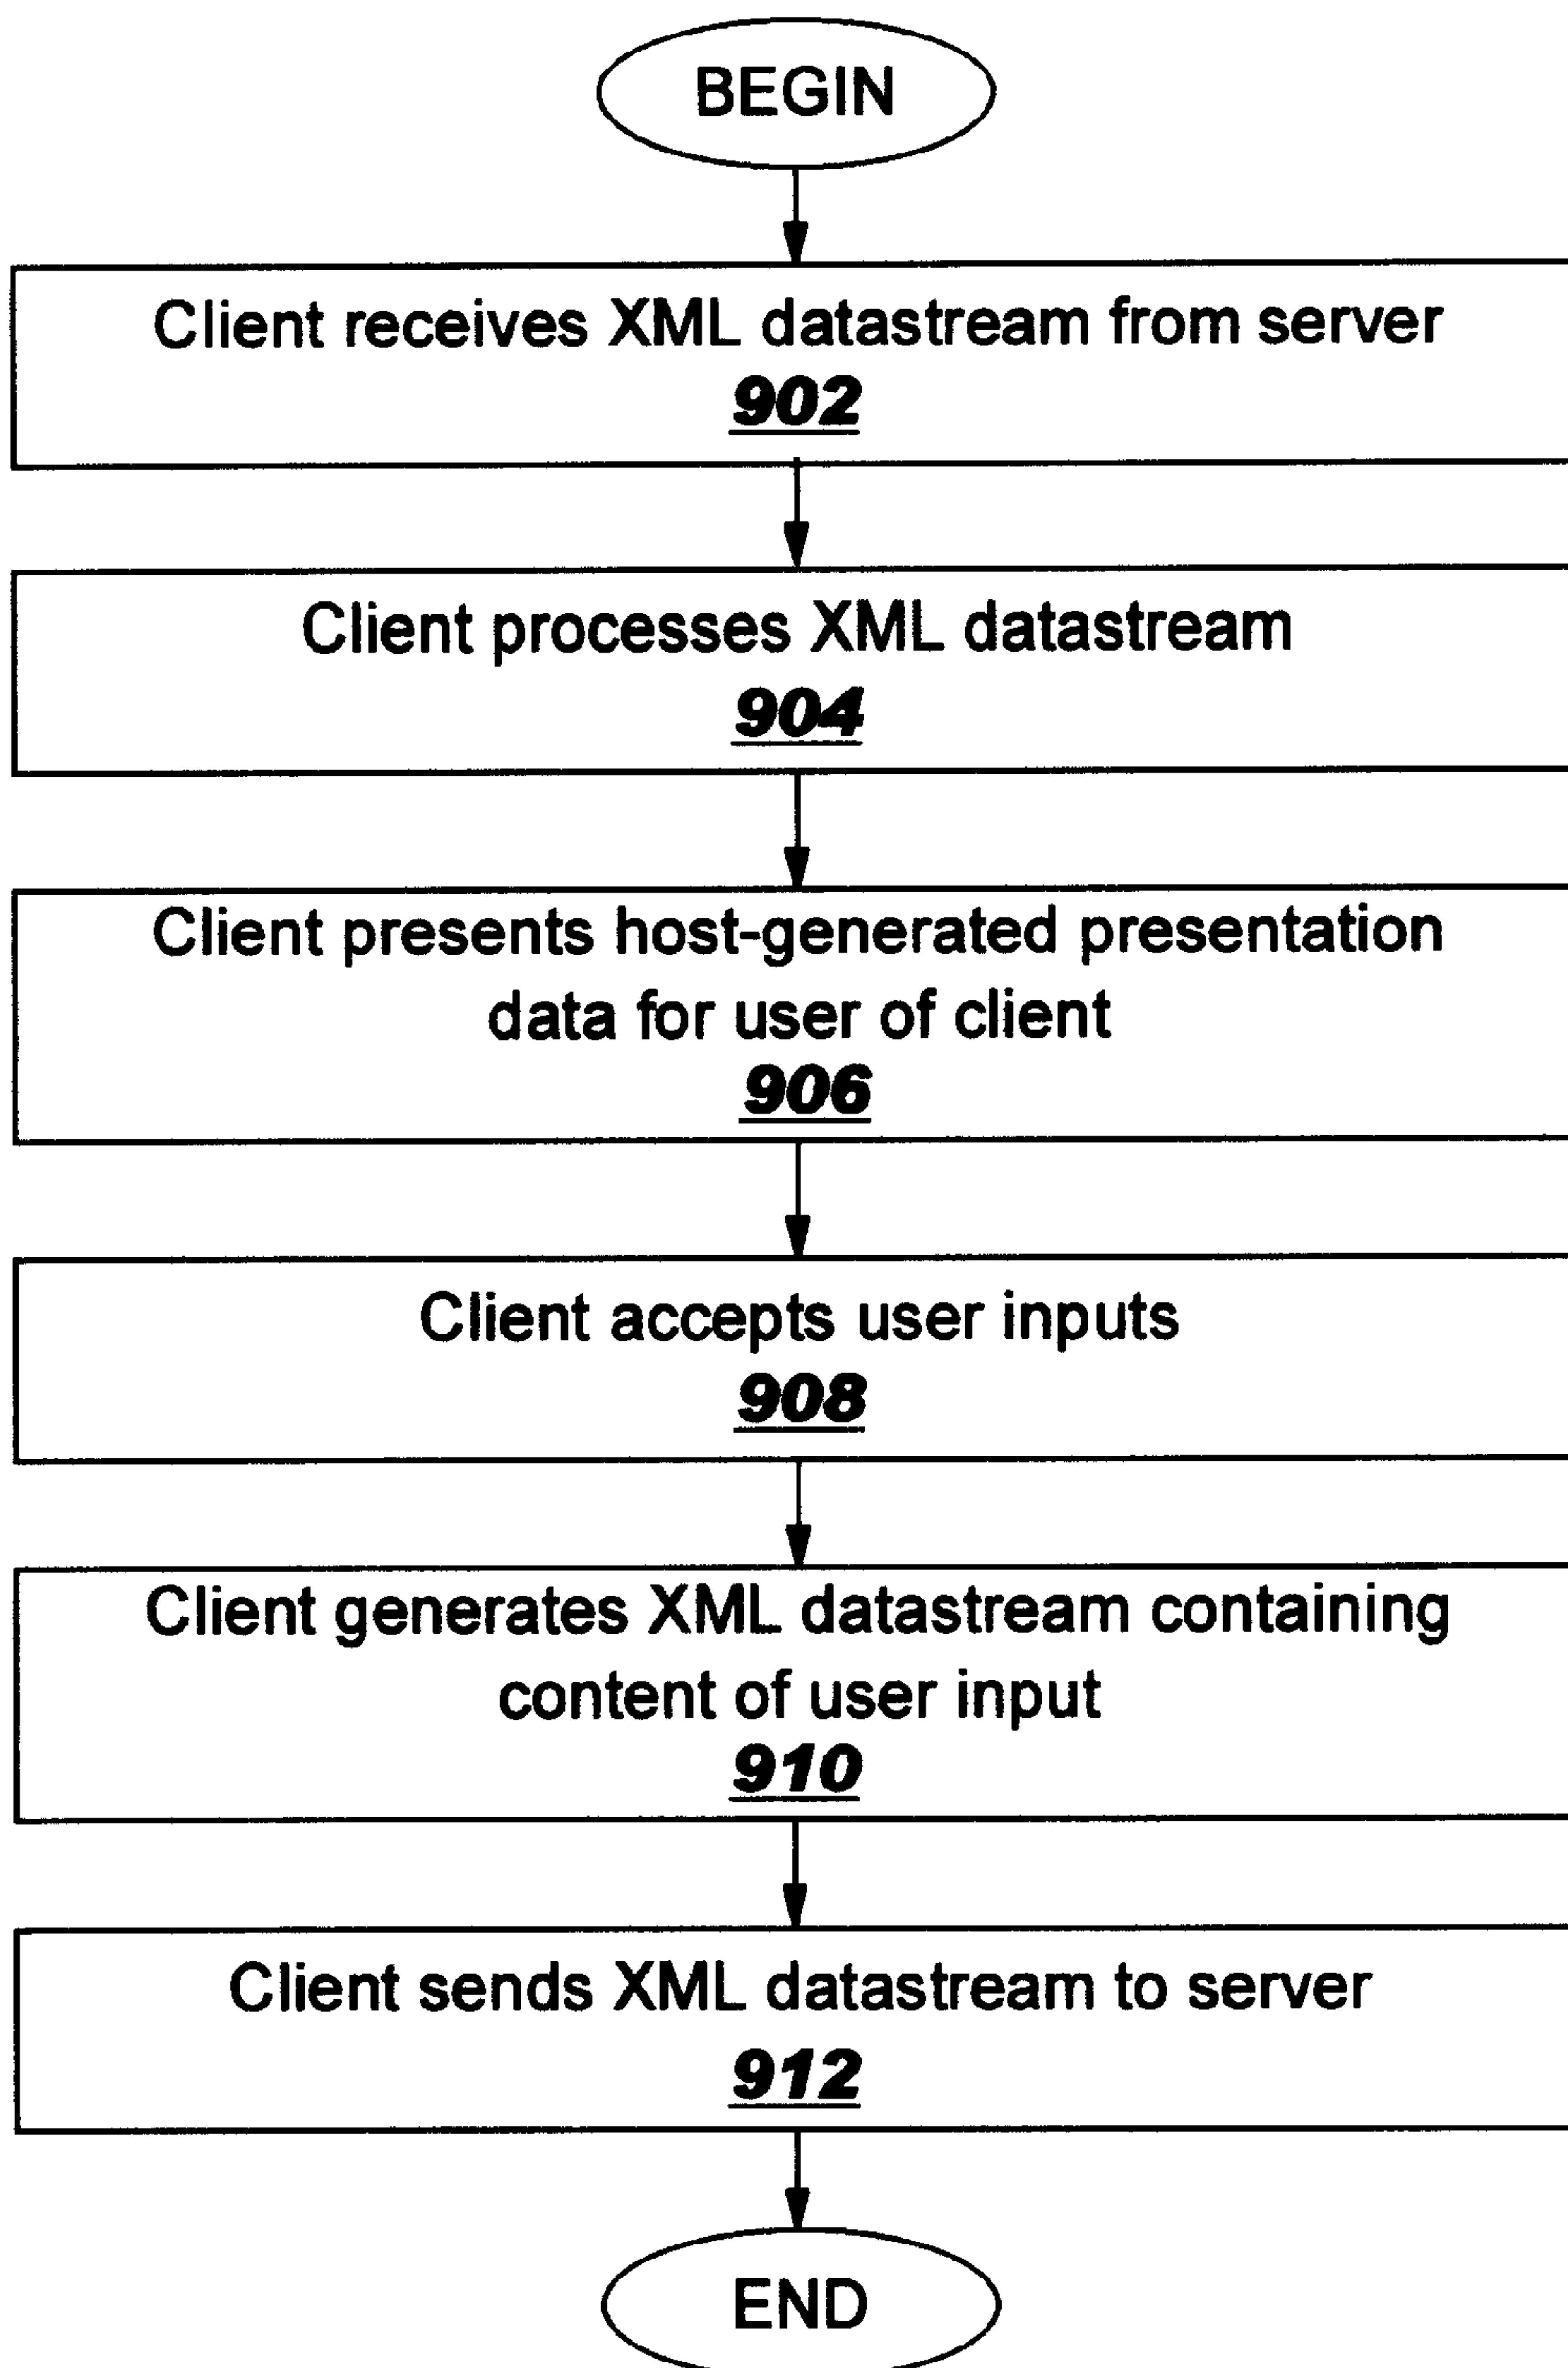 BEGIN
Client receives XML datastream from server
902
Client processes XML datastream
904
Client presents host-generated presentation
data for user of client
906
Client accepts user inputs
908
Client generates XML datastream containing
content of user input
910
Client sends XML datastream to server
912
END